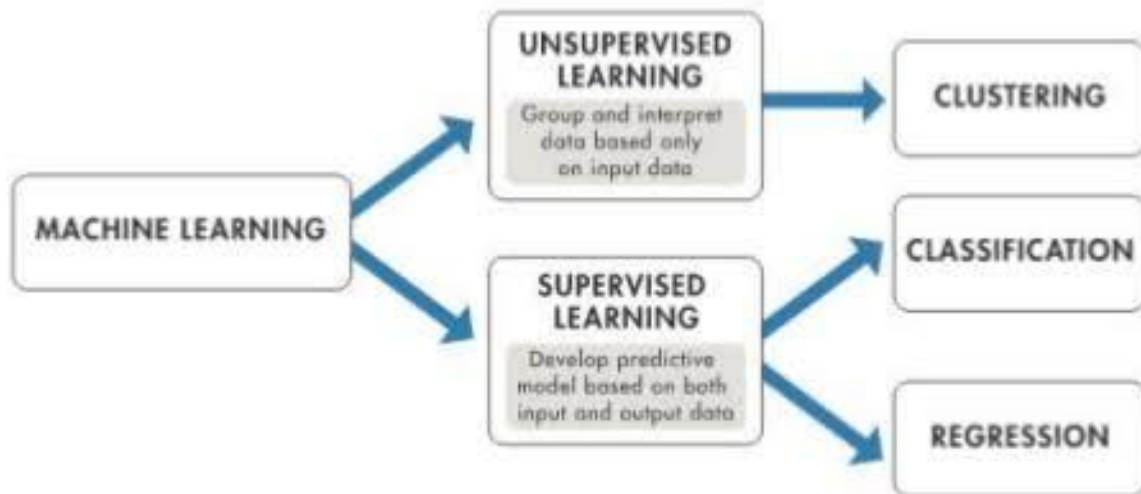 MACHINE LEARNING
UNSUPERVISED
LEARNING
Group and interpret
data based only
on input data
CLUSTERING
SUPERVISED
LEARNING
Develop predictive
model based on both
input and output data
CLASSIFICATION
REGRESSION